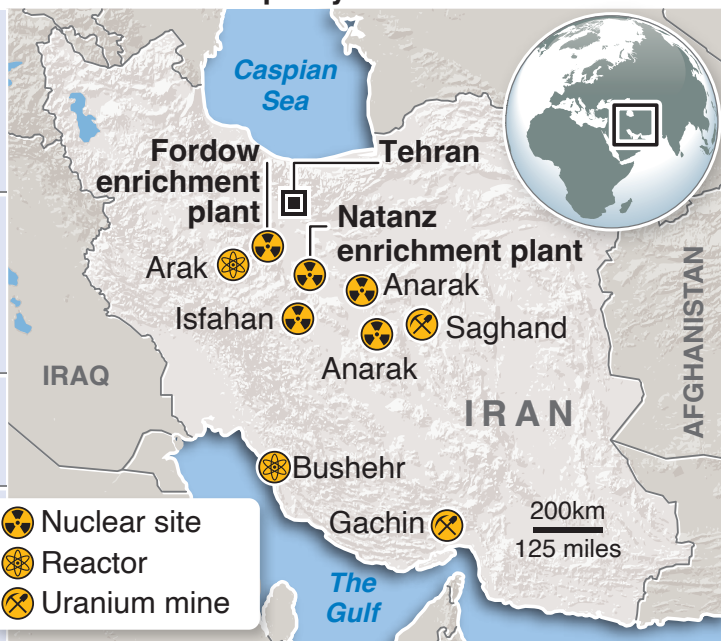 Caspian
Sea
Fordow
enrichment
plant
Tehran
Natanz
enrichment plant
Arak
Anarak
Isfahan
Saghand
Anarak
IRAQ
AFGHANISTAN
IRAN
Bushehr
Gachin
200km
125 miles
The
Gulf
Nuclear site
Reactor
Uranium mine